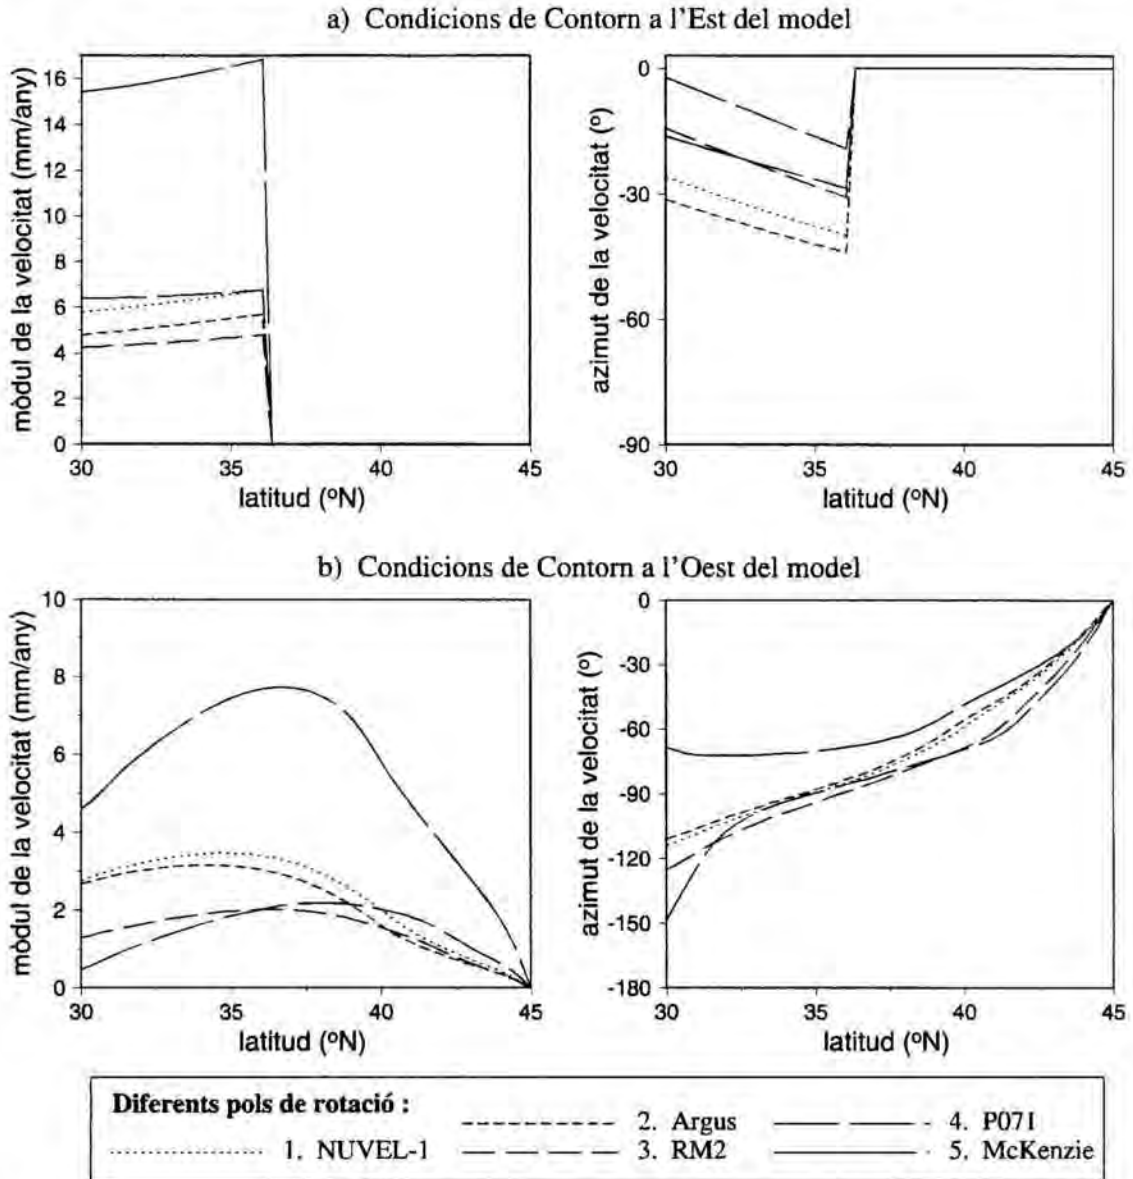 a) Condicions de Contorn a l'Est del model
mòdul de la velocitat (mm/any)
16
14
12
10
8
6
4
2
0
30
35
40
45
latitud (ºN)
azimut de la velocitat (º)
0
-30
-60
-90
30
35
40
45
latitud (ºN)
b) Condicions de Contorn a l'Oest del model
mòdul de la velocitat (mm/any)
10
8
6
4
2
0
30
35
40
45
latitud (ºN)
azimut de la velocitat (º)
0
-30
-60
-90
-120
-150
-180
30
35
40
45
latitud (ºN)
Diferents pols de rotació :
1. NUVEL-1
2. Argus
3. RM2
4. P071
5. McKenzie